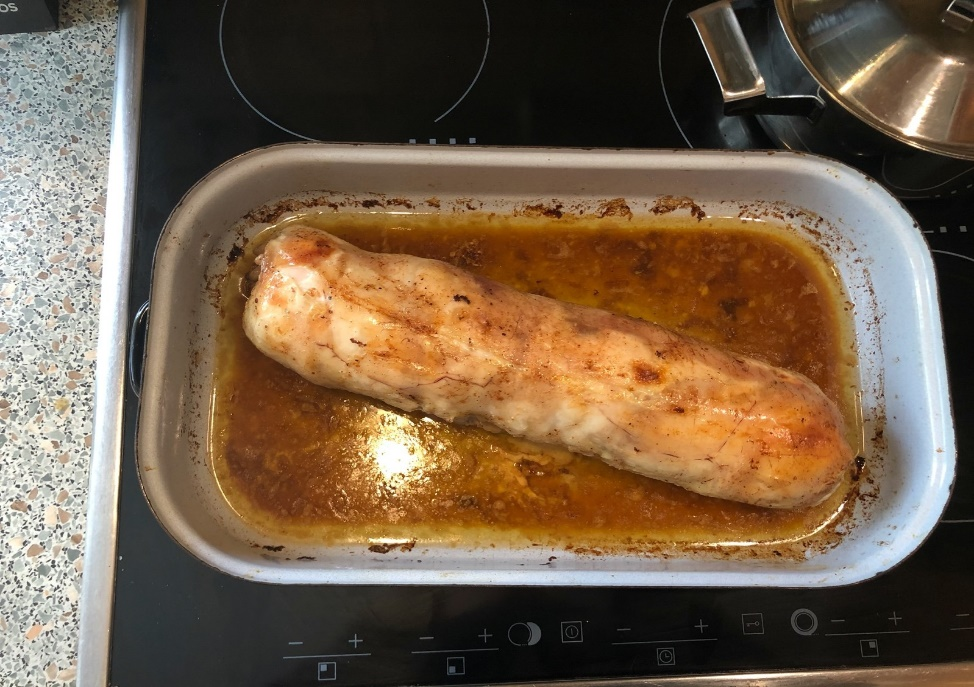 OS
− + − + − + − +